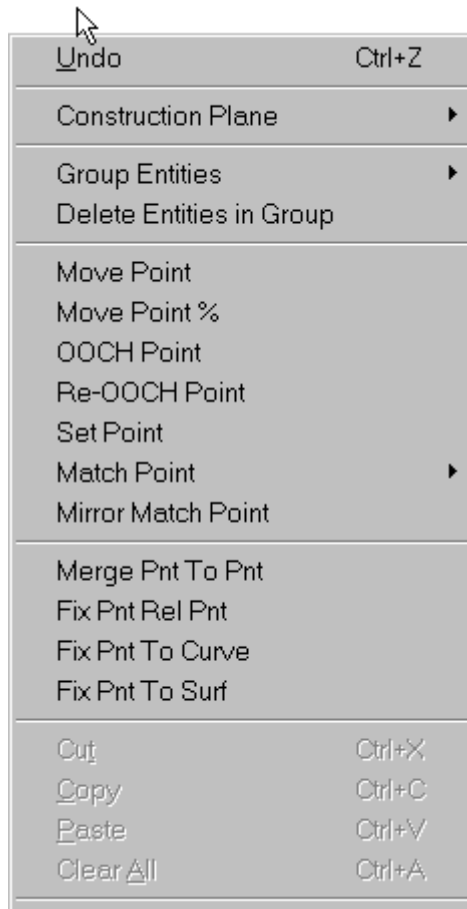 Undo Ctrl+Z
Construction Plane
Group Entities
Delete Entities in Group
Move Point
Move Point %
OOCH Point
Re-OOCH Point
Set Point
Match Point
Mirror Match Point
Merge Pnt To Pnt
Fix Pnt Rel Pnt
Fix Pnt To Curve
Fix Pnt To Surf
Cut Ctrl+X
Copy Ctrl+C
Paste Ctrl+V
Clear All Ctrl+A